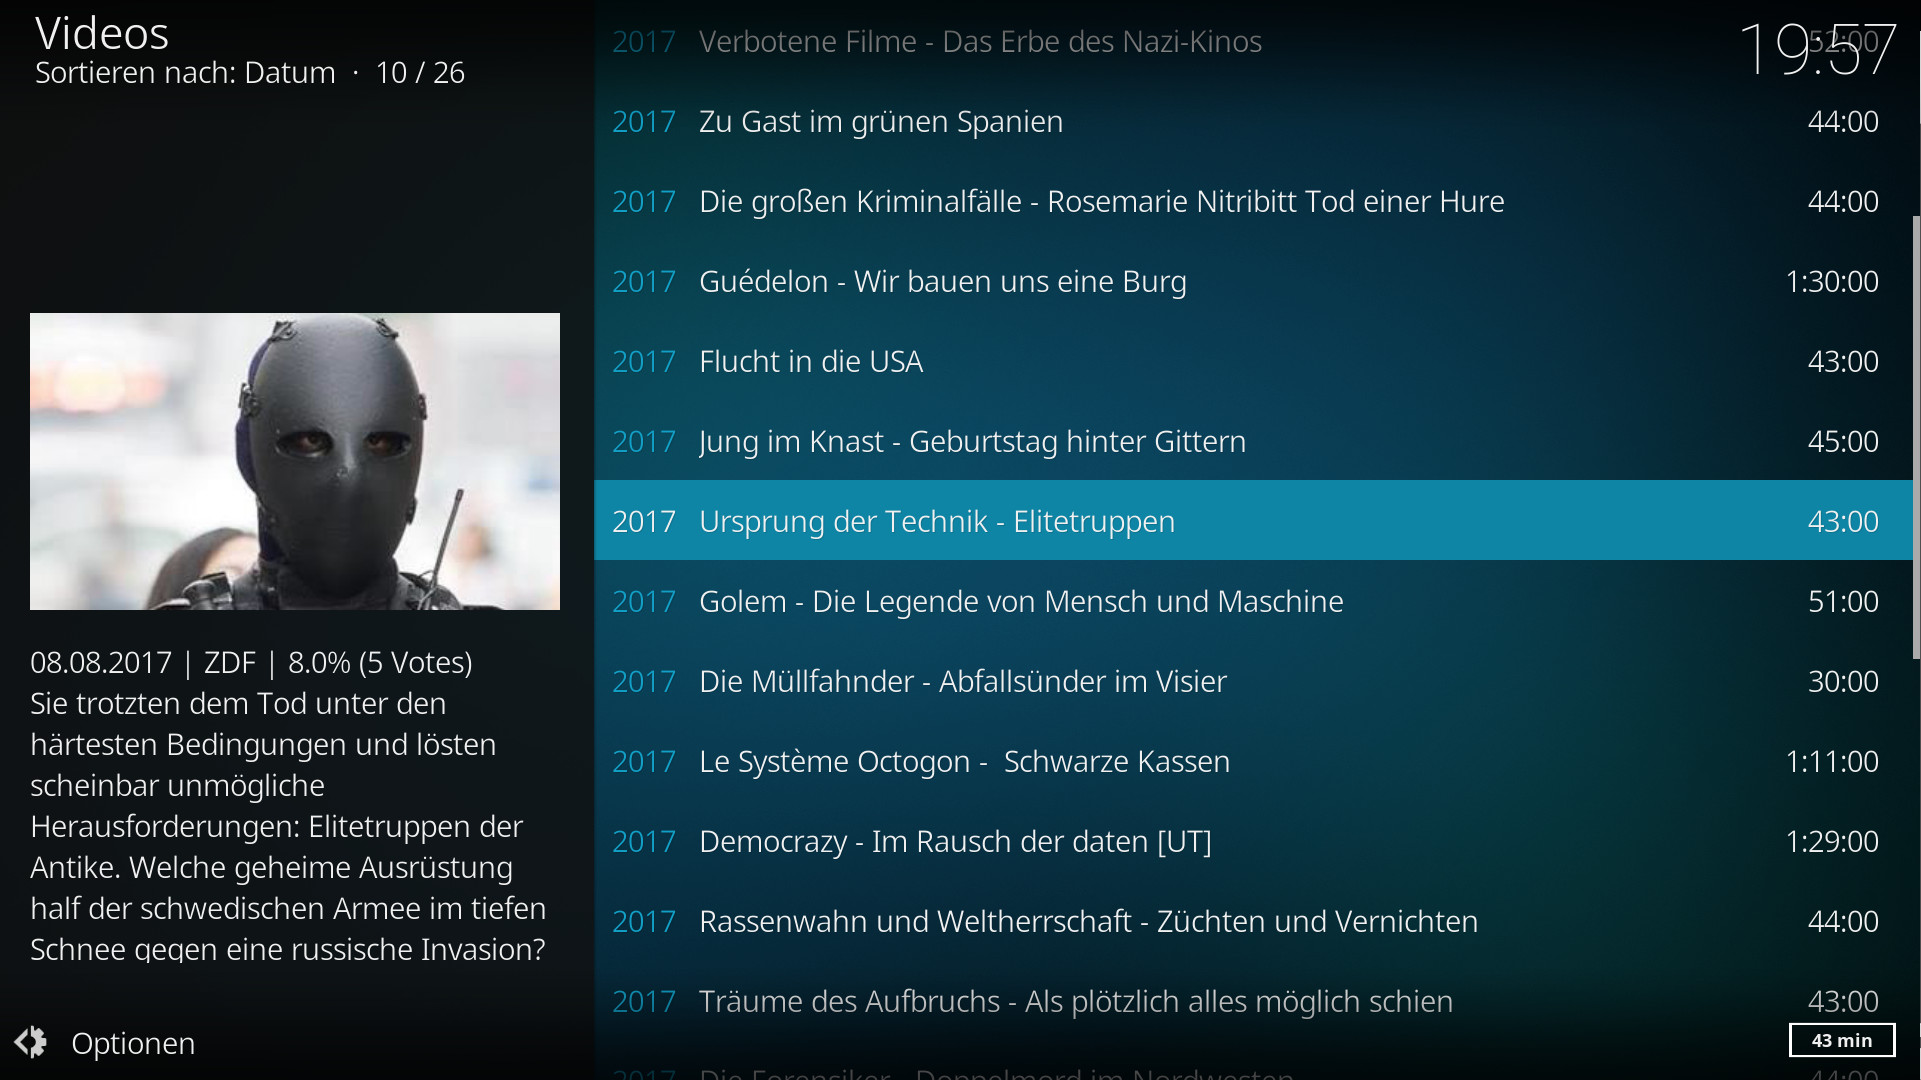 Videos
Sortieren nach: Datum · 10 / 26
19:57
2017 Verbotene Filme - Das Erbe des Nazi-Kinos 52:00
2017 Zu Gast im grünen Spanien 44:00
2017 Die großen Kriminalfälle - Rosemarie Nitribitt Tod einer Hure 44:00
2017 Guédelon - Wir bauen uns eine Burg 1:30:00
2017 Flucht in die USA 43:00
2017 Jung im Knast - Geburtstag hinter Gittern 45:00
2017 Ursprung der Technik - Elitetruppen 43:00
2017 Golem - Die Legende von Mensch und Maschine 51:00
2017 Die Müllfahnder - Abfallsünder im Visier 30:00
2017 Le Système Octogon -  Schwarze Kassen 1:11:00
2017 Democrazy - Im Rausch der daten [UT] 1:29:00
2017 Rassenwahn und Weltherrschaft - Züchten und Vernichten 44:00
2017 Träume des Aufbruchs - Als plötzlich alles möglich schien 43:00
2017 Die Forensiker - Doppelmord im Nordwesten 44:00
08.08.2017 | ZDF | 8.0% (5 Votes)
Sie trotzten dem Tod unter den
härtesten Bedingungen und lösten
scheinbar unmögliche
Herausforderungen: Elitetruppen der
Antike. Welche geheime Ausrüstung
half der schwedischen Armee im tiefen
Schnee gegen eine russische Invasion?
Optionen
43 min